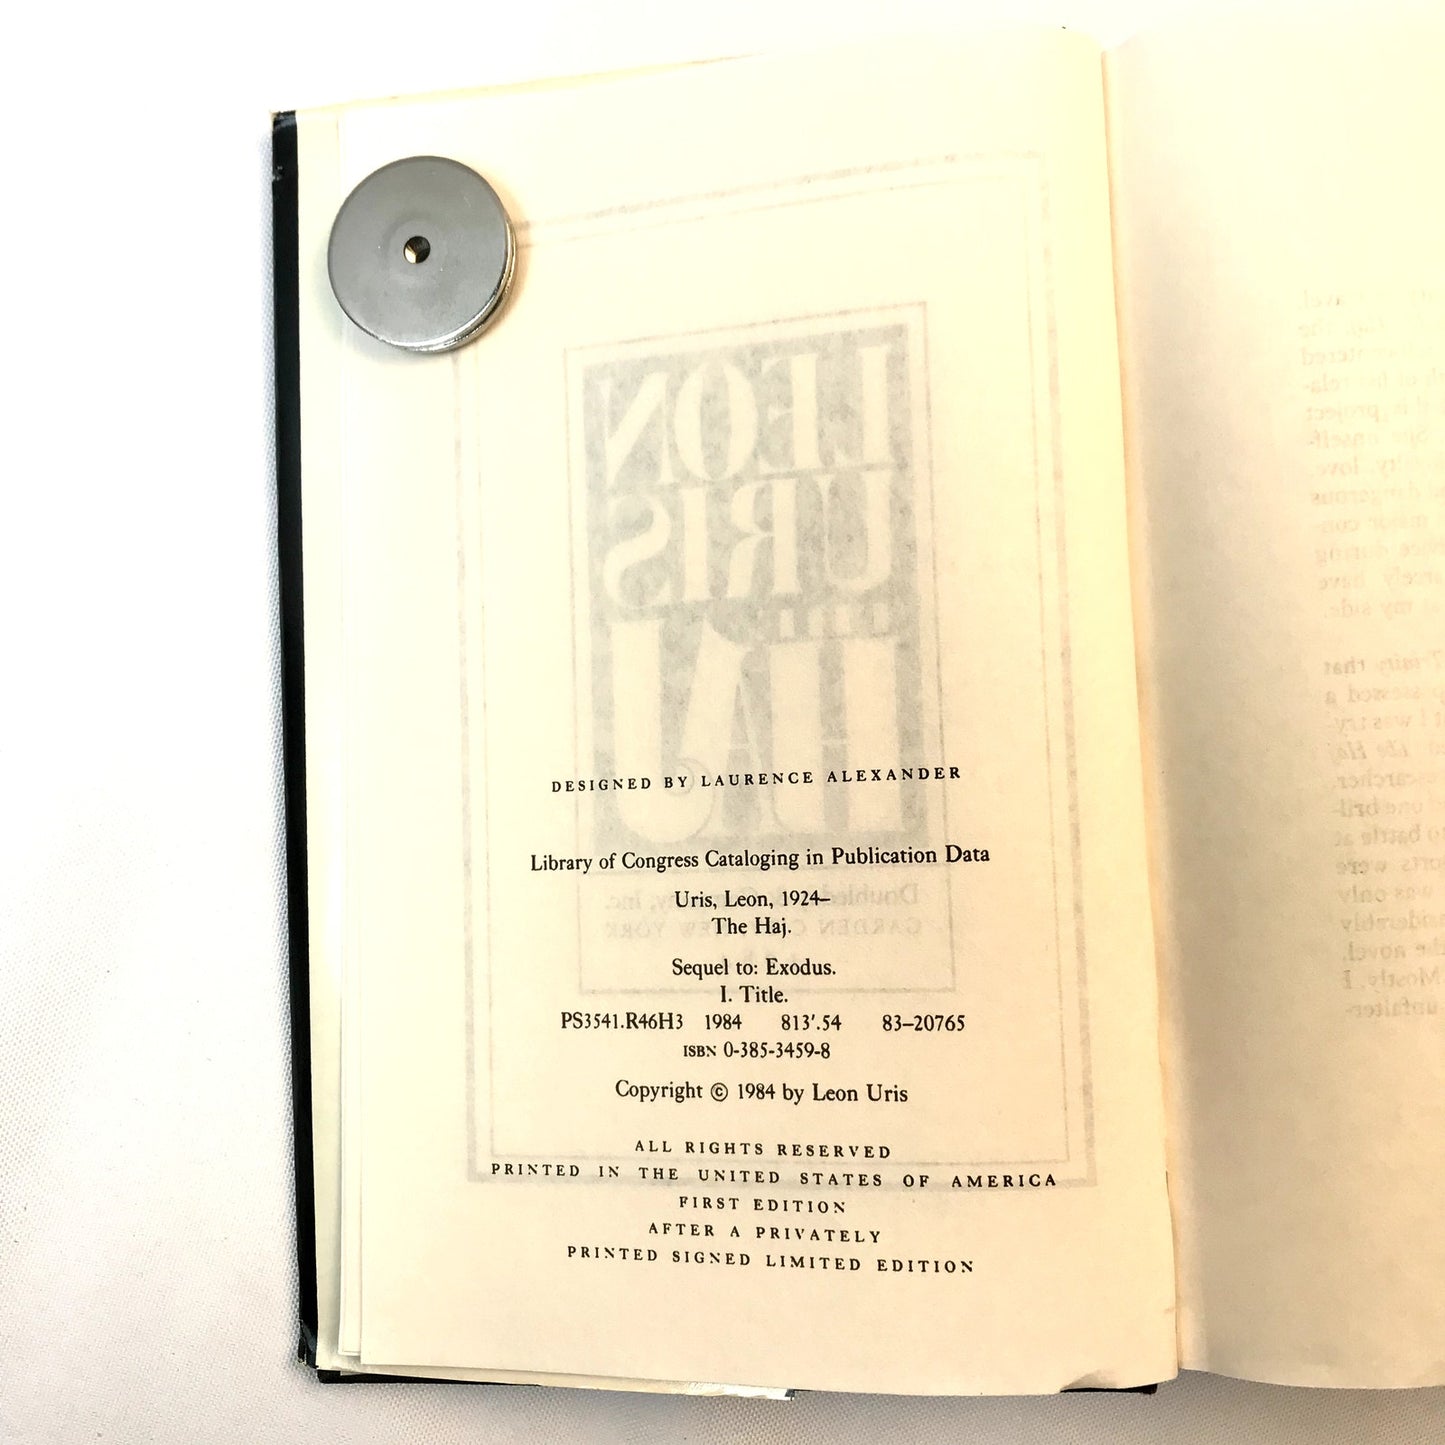 DESIGNED BY LAURENCE ALEXANDER
Library of Congress Cataloging in Publication Data
Uris, Leon, 1924–
The Haj.
Sequel to: Exodus.
I. Title.
PS3541.R46H3 1984 813'.54 83–20765
ISBN 0-385-3459-8
Copyright © 1984 by Leon Uris
ALL RIGHTS RESERVED
PRINTED IN THE UNITED STATES OF AMERICA
FIRST EDITION
AFTER A PRIVATELY
PRINTED SIGNED LIMITED EDITION